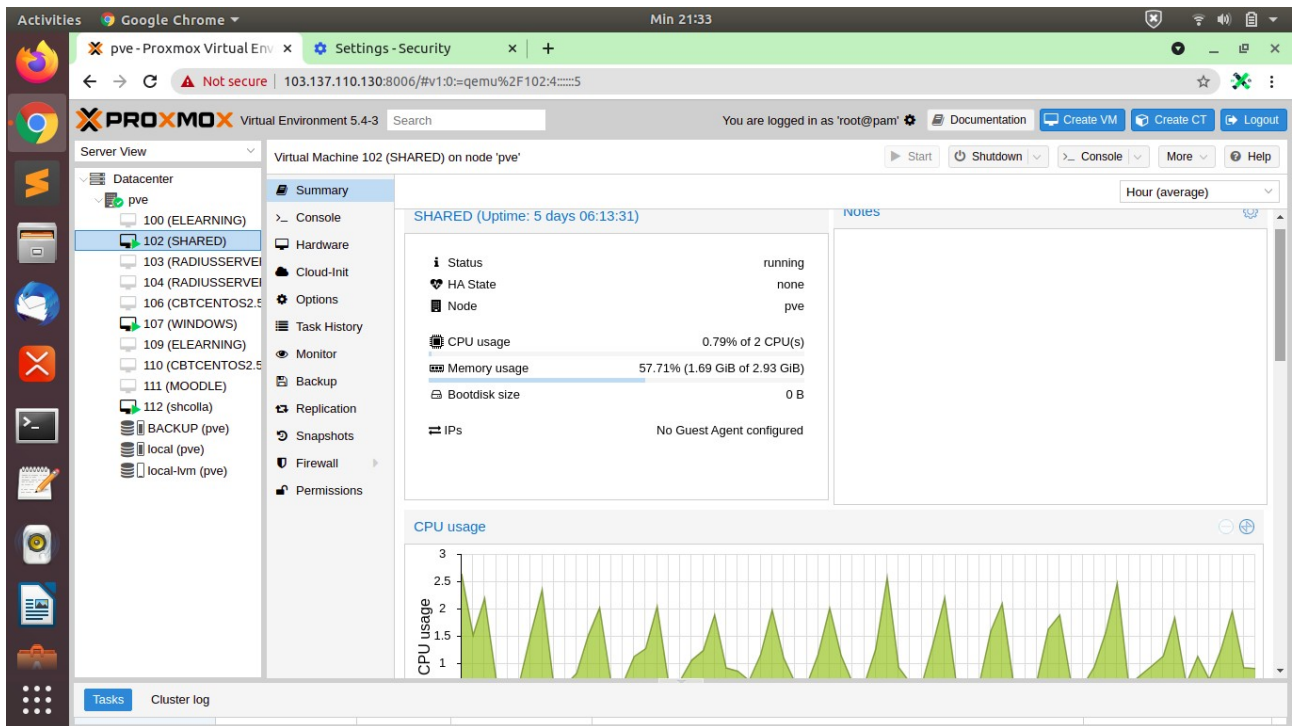 Activities Google Chrome Min 21:33
pve - Proxmox Virtual Env Settings - Security
Not secure 103.137.110.130:8006/#v1:0:=qemu%2F102:4::::::5
PROXMOX Virtual Environment 5.4-3 Search You are logged in as 'root@pam' Documentation Create VM Create CT Logout
Server View
Virtual Machine 102 (SHARED) on node 'pve' Start Shutdown Console More Help
Datacenter
pve
100 (ELEARNING)
102 (SHARED)
103 (RADIUSSERVE
104 (RADIUSSERVE
106 (CBTCENTOS2.5
107 (WINDOWS)
109 (ELEARNING)
110 (CBTCENTOS2.5
111 (MOODLE)
112 (shcolla)
BACKUP (pve)
local (pve)
local-lvm (pve)
Summary
Console
Hardware
Cloud-Init
Options
Task History
Monitor
Backup
Replication
Snapshots
Firewall
Permissions
Hour (average)
SHARED (Uptime: 5 days 06:13:31)
Notes
Status running
HA State none
Node pve
CPU usage 0.79% of 2 CPU(s)
Memory usage 57.71% (1.69 GiB of 2.93 GiB)
Bootdisk size 0 B
IPs No Guest Agent configured
CPU usage
3
2.5
2
1.5
1
CPU usage
Tasks Cluster log